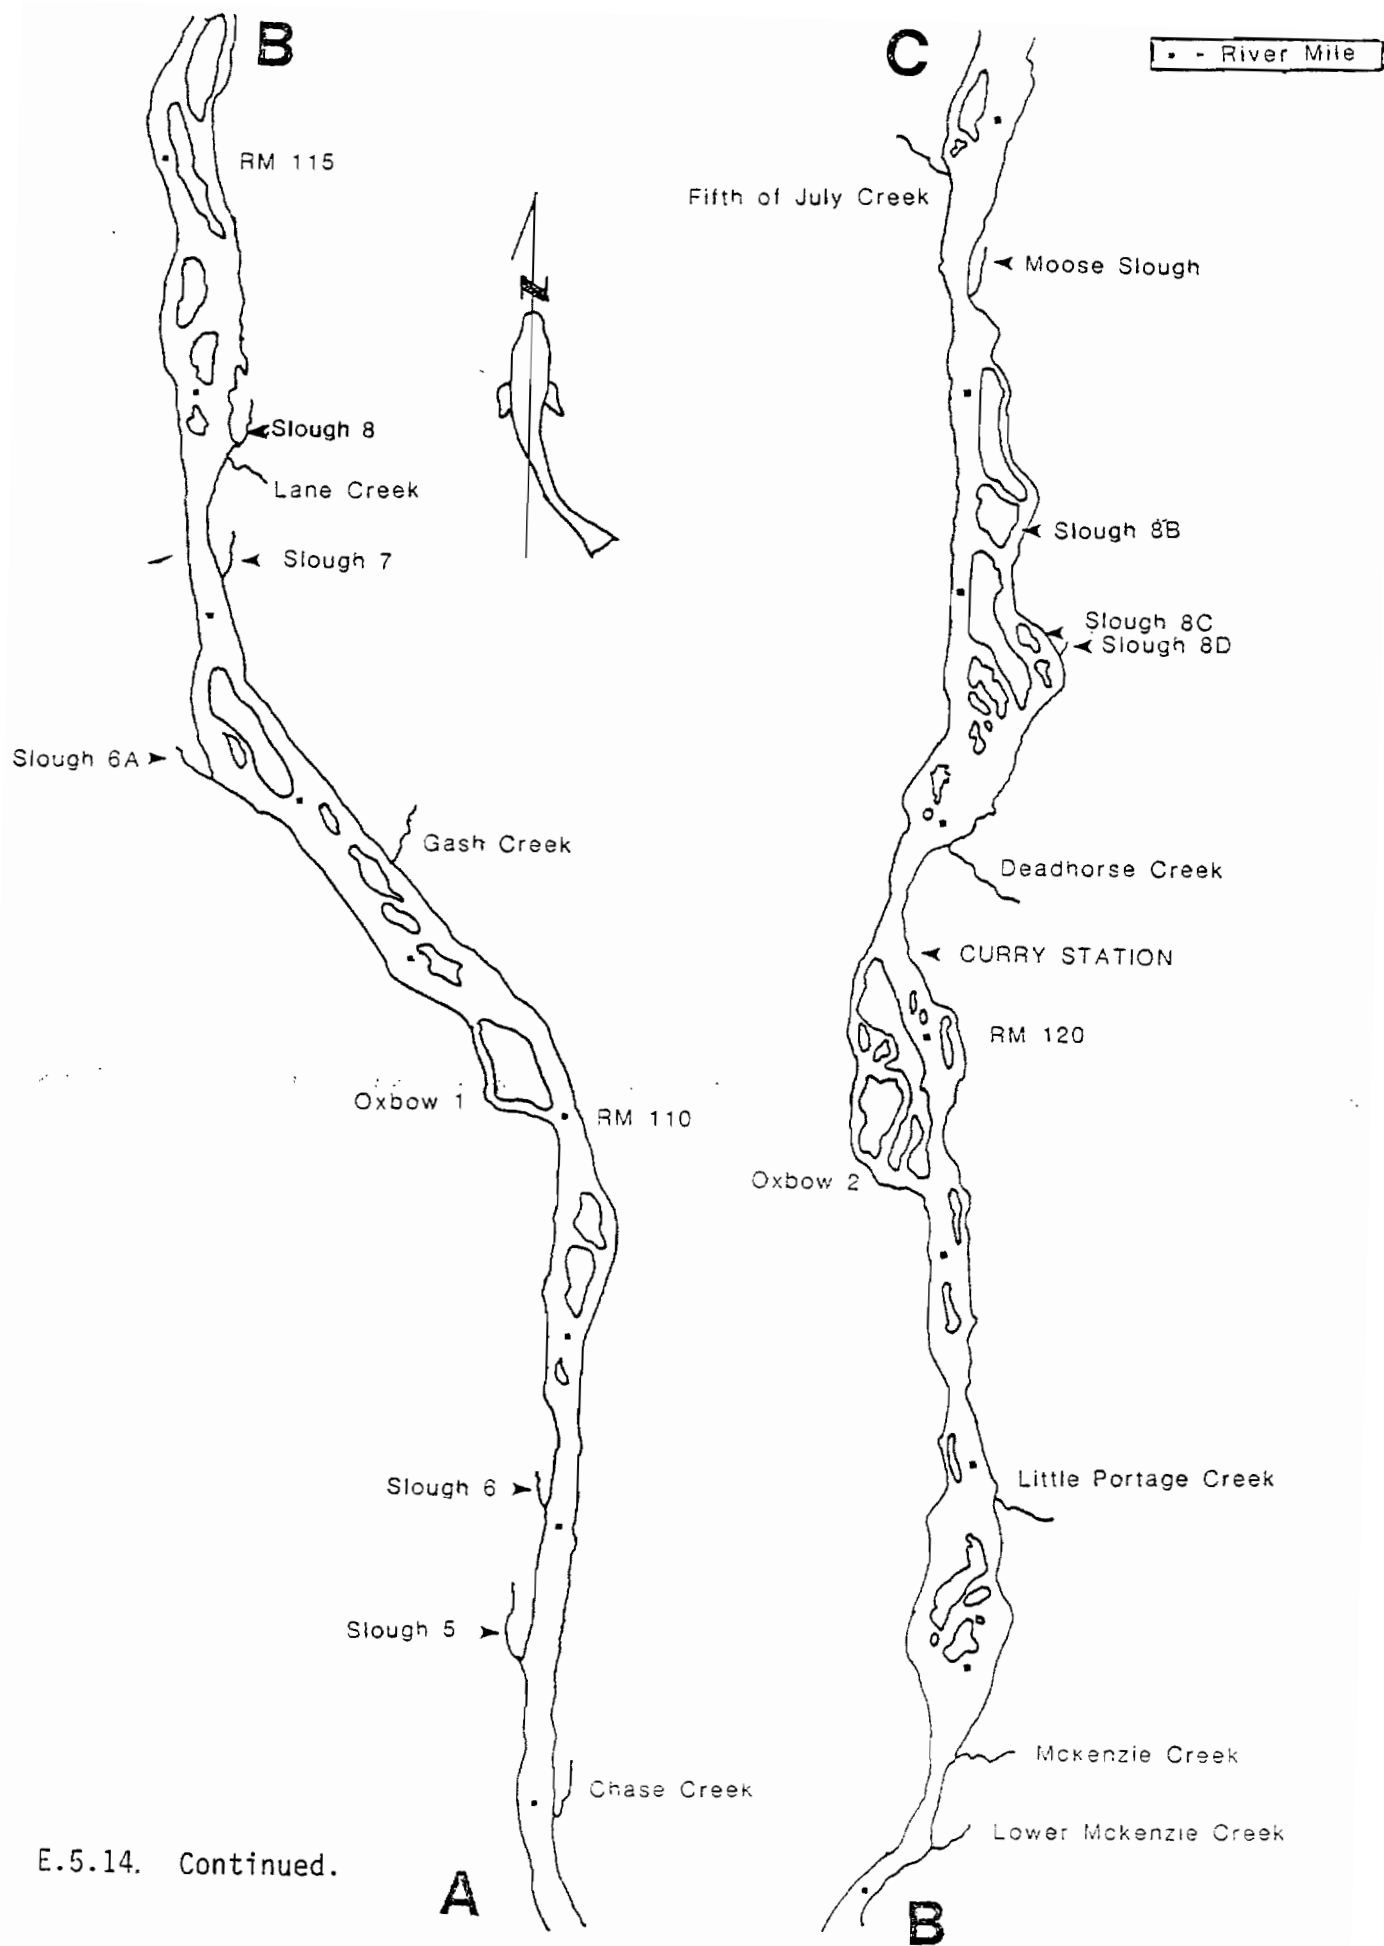 B
C
▪ - River Mile
RM 115
Fifth of July Creek
Moose Slough
N
Slough 8
Lane Creek
Slough 7
Slough 8B
Slough 8C
Slough 8D
Slough 6A
Gash Creek
Deadhorse Creek
CURRY STATION
RM 120
Oxbow 1
RM 110
Oxbow 2
Slough 6
Little Portage Creek
Slough 5
Mckenzie Creek
Chase Creek
Lower Mckenzie Creek
E.5.14. Continued.
A
B